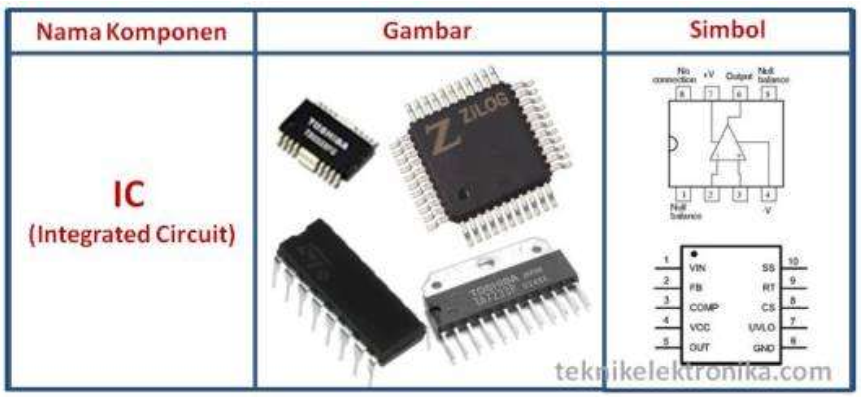 Nama Komponen
Gambar
Simbol
IC
(Integrated Circuit)
TOSHIBA
Z ZILOG
TOSHIBA JAPAN
No
connection
+V
Output
Null
balance
8 7 6 5
1 2 3 4
Null
balance
-V
1 VIN SS 10
2 FB RT 9
3 COMP CS 8
4 VCC UVLO 7
5 OUT GND 6
teknikelektronika.com